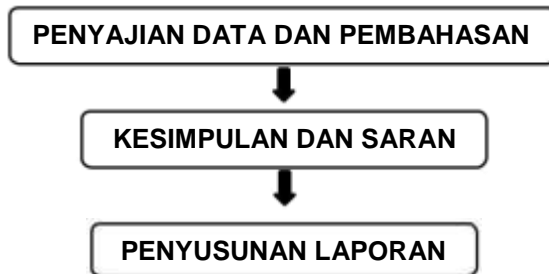 PENYAJIAN DATA DAN PEMBAHASAN
KESIMPULAN DAN SARAN
PENYUSUNAN LAPORAN